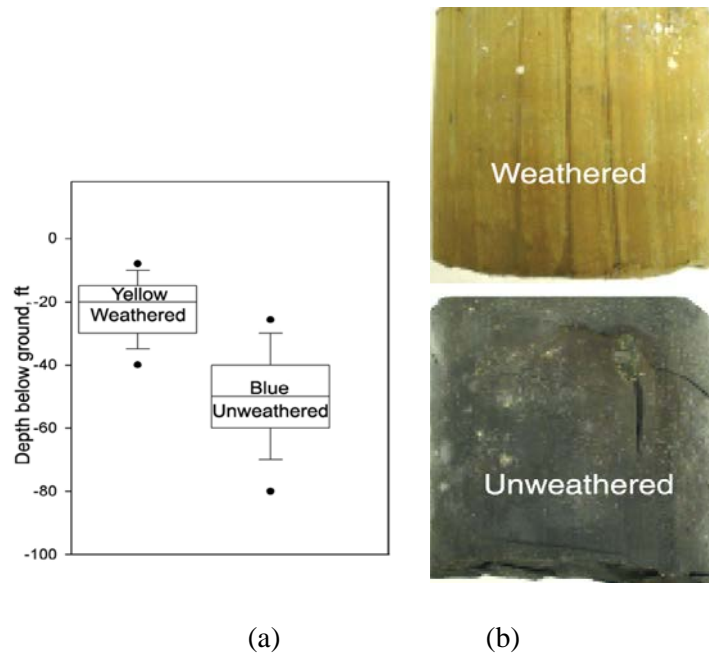 Depth below ground, ft
0
-20
-40
-60
-80
-100
Yellow
Weathered
Blue
Unweathered
Weathered
Unweathered
(a)
(b)